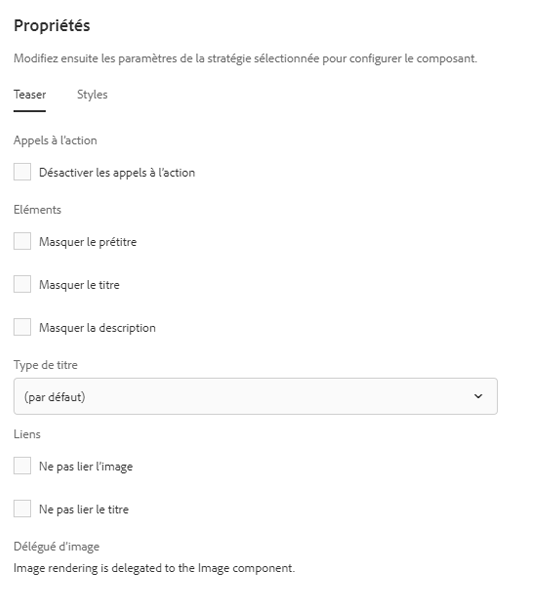 Propriétés
Modifiez ensuite les paramètres de la stratégie sélectionnée pour configurer le composant.
Teaser Styles
Appels à l'action
Désactiver les appels à l'action
Eléments
Masquer le prétitre
Masquer le titre
Masquer la description
Type de titre
(par défaut)
Liens
Ne pas lier l'image
Ne pas lier le titre
Délégué d'image
Image rendering is delegated to the Image component.